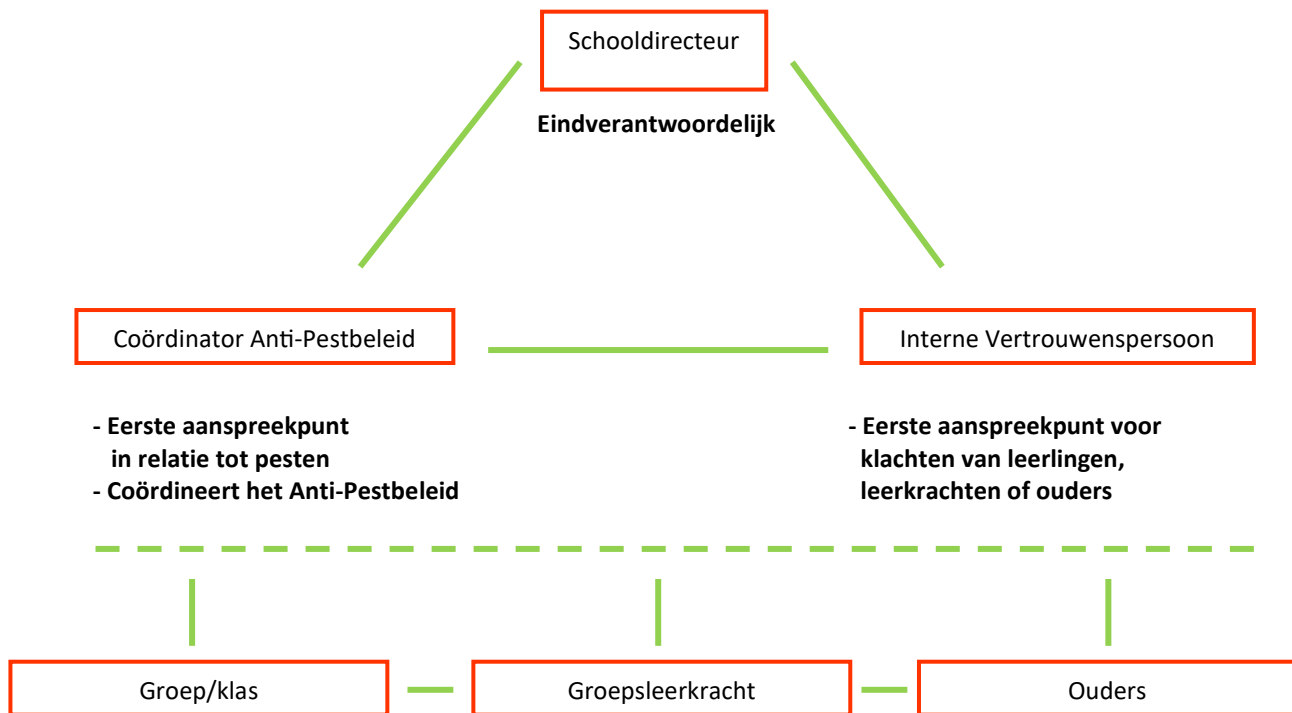 Schooldirecteur
Eindverantwoordelijk
Coördinator Anti-Pestbeleid
Interne Vertrouwenspersoon
- Eerste aanspreekpunt
in relatie tot pesten
- Coördineert het Anti-Pestbeleid
- Eerste aanspreekpunt voor
klachten van leerlingen,
leerkrachten of ouders
Groep/klas
Groepsleerkracht
Ouders